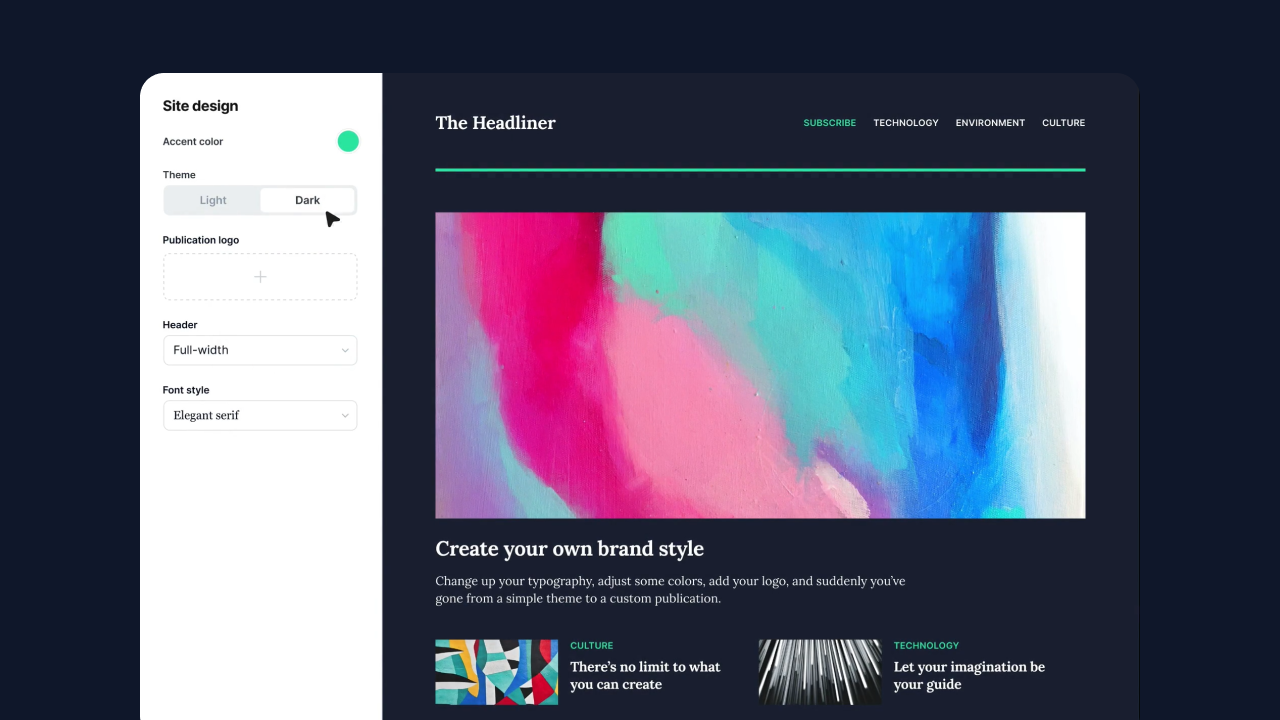 Site design
Accent color
Theme
Light
Dark
Publication logo
Header
Full-width
Font style
Elegant serif
The Headliner
SUBSCRIBE
TECHNOLOGY
ENVIRONMENT
CULTURE
Create your own brand style
Change up your typography, adjust some colors, add your logo, and suddenly you’ve
gone from a simple theme to a custom publication.
CULTURE
There’s no limit to what
you can create
TECHNOLOGY
Let your imagination be
your guide